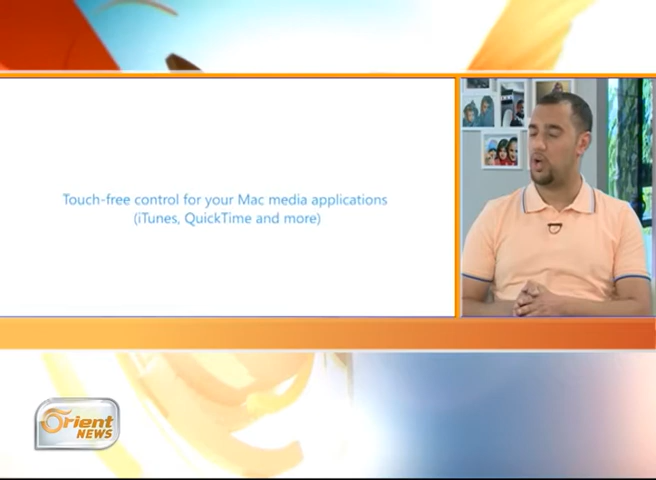 Touch-free control for your Mac media applications
(iTunes, QuickTime and more)
Orient
NEWS